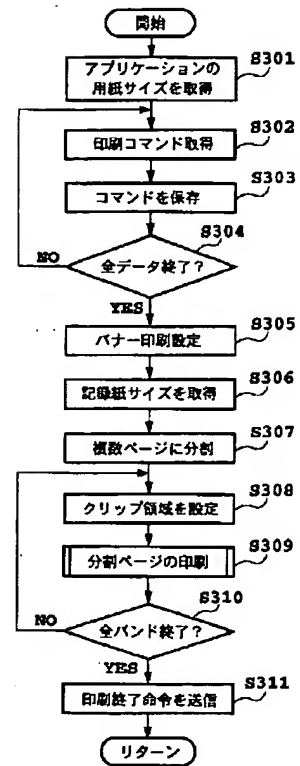 開始
S301
アプリケーションの
用紙サイズを取得
S302
印刷コマンド取得
S303
コマンドを保存
S304
全データ終了?
NO
YES
S305
バナー印刷設定
S306
記録紙サイズを取得
S307
複数ページに分割
S308
クリップ領域を設定
S309
分割ページの印刷
S310
全バンド終了?
NO
YES
S311
印刷終了命令を送信
リターン